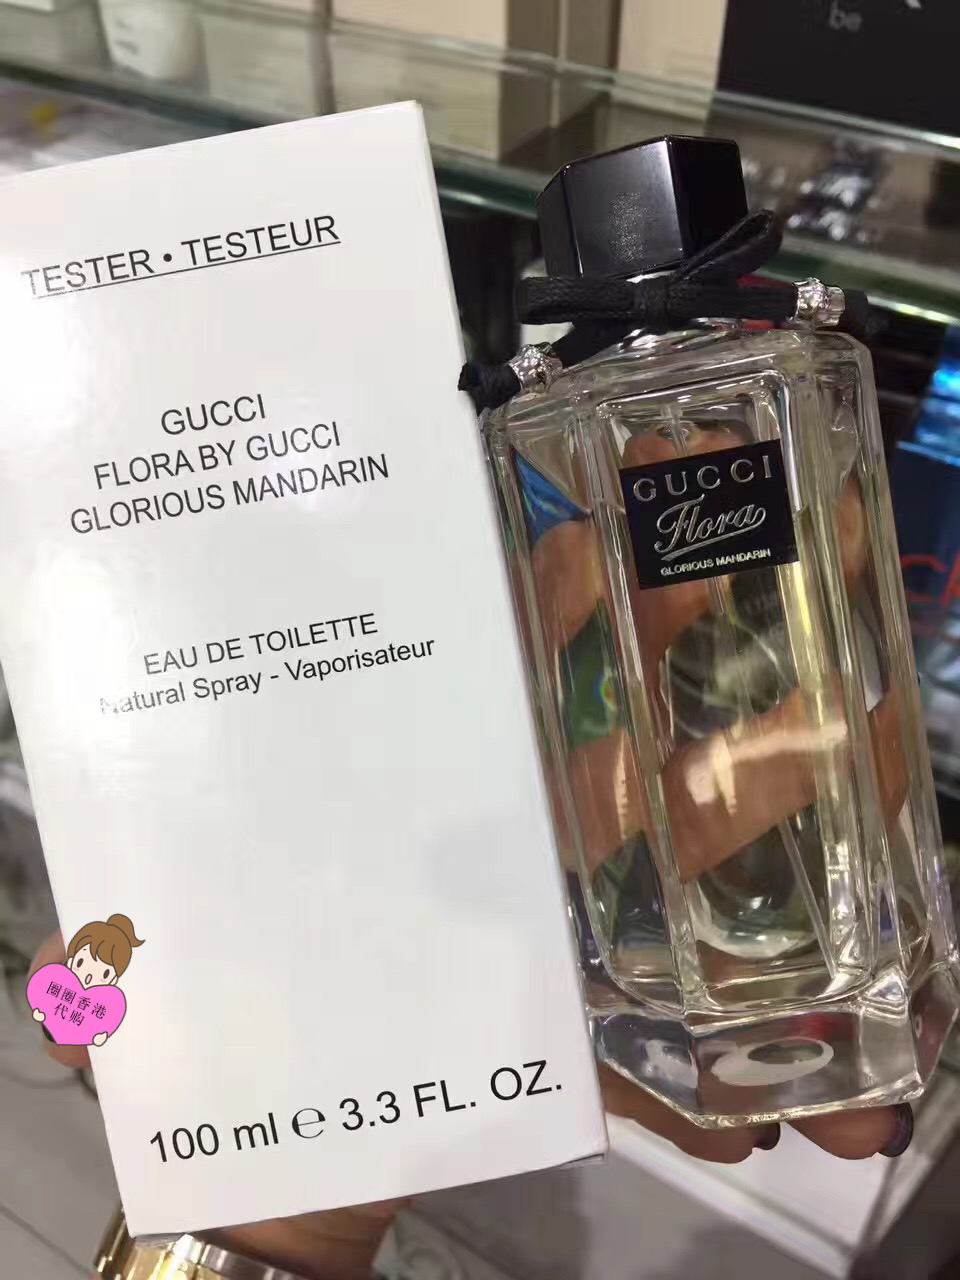 be
TESTER • TESTEUR
GUCCI
FLORA BY GUCCI
GLORIOUS MANDARIN
EAU DE TOILETTE
Natural Spray - Vaporisateur
100 ml ℮ 3.3 FL. OZ.
GUCCI
Flora
GLORIOUS MANDARIN
圈圈香港
代购